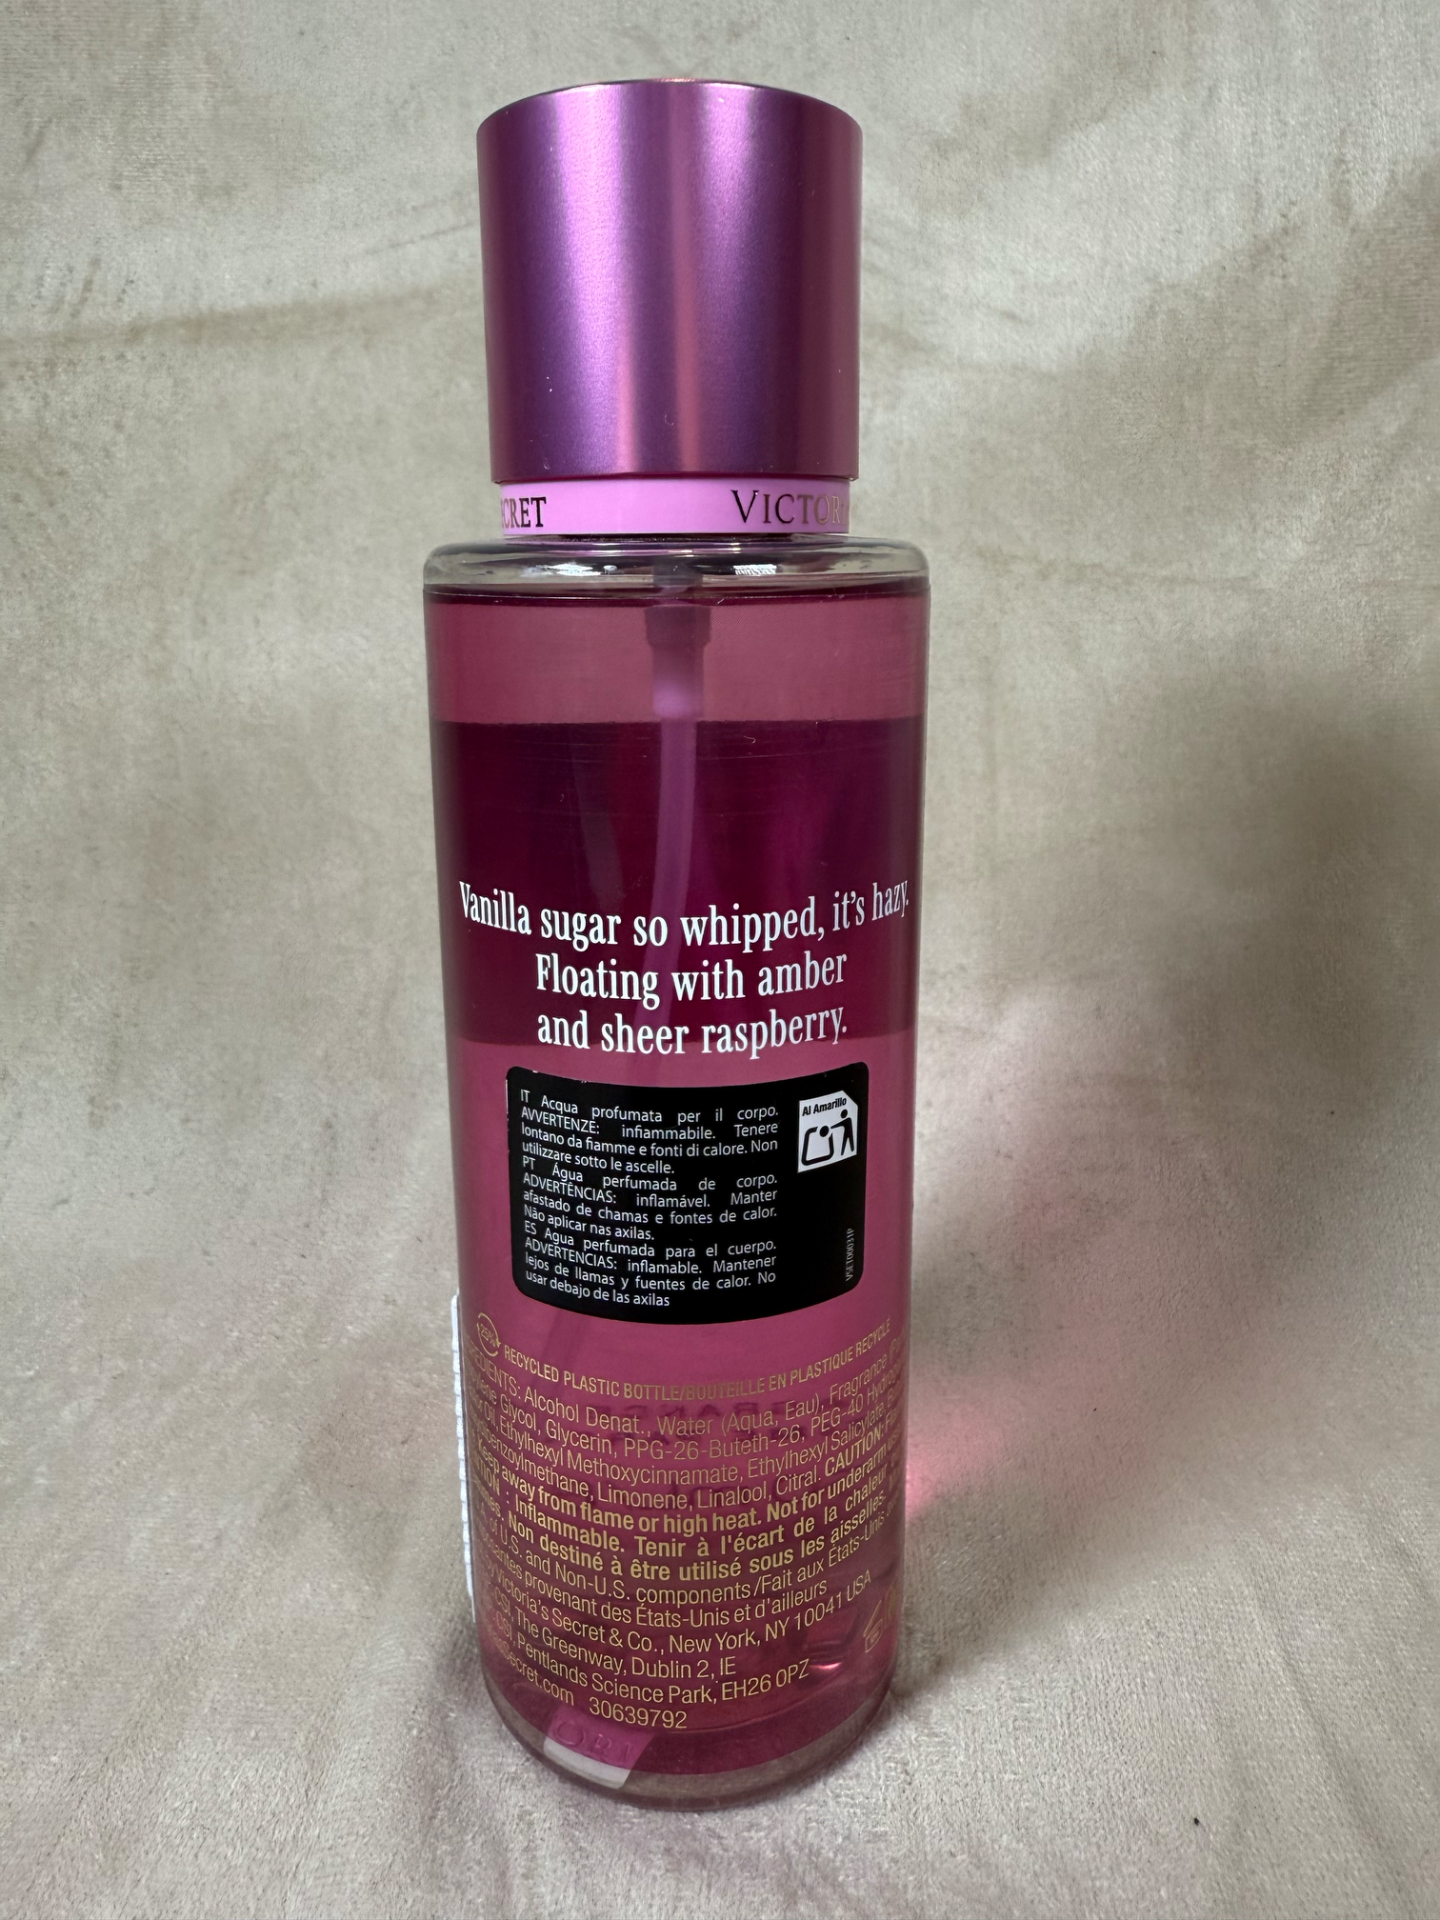 VICTOR
Vanilla sugar so whipped, it's hazy.
Floating with amber
and sheer raspberry.
IT Acqua profumata per il corpo.
AVVERTENZE: infiammabile. Tenere
lontano da fiamme e fonti di calore. Non
utilizzare sotto le ascelle.
PT Água perfumada de corpo.
ADVERTÊNCIAS: inflamável. Manter
afastado de chamas e fontes de calor.
Não aplicar nas axilas.
ES Agua perfumada para el cuerpo.
ADVERTENCIAS: inflamable. Mantener
lejos de llamas y fuentes de calor. No
usar debajo de las axilas
Al Amarillo
25%
RECYCLED PLASTIC BOTTLE/BOUTEILLE EN PLASTIQUE RECYCLÉ
Alcohol Denat., Water (Aqua, Eau), Fragrance
Glycol, Glycerin, PPG-26-Buteth-26, PEG-40
Oil, Ethylhexyl Methoxycinnamate, Ethylhexyl Salicylate,
Limonene, Linalool, Citral. CAUTION:
Keep away from flame or high heat. Not for underarm
: Inflammable. Tenir à l'écart de la chaleur
Non destiné à être utilisé sous les aisselles.
of U.S. and Non-U.S. components/Fait aux États-Unis
provenant des États-Unis et d'ailleurs
Victoria's Secret & Co., New York, NY 10041 USA
CSI, The Greenway, Dublin 2, IE
CSI, Pentlands Science Park, EH26 0PZ
30639792